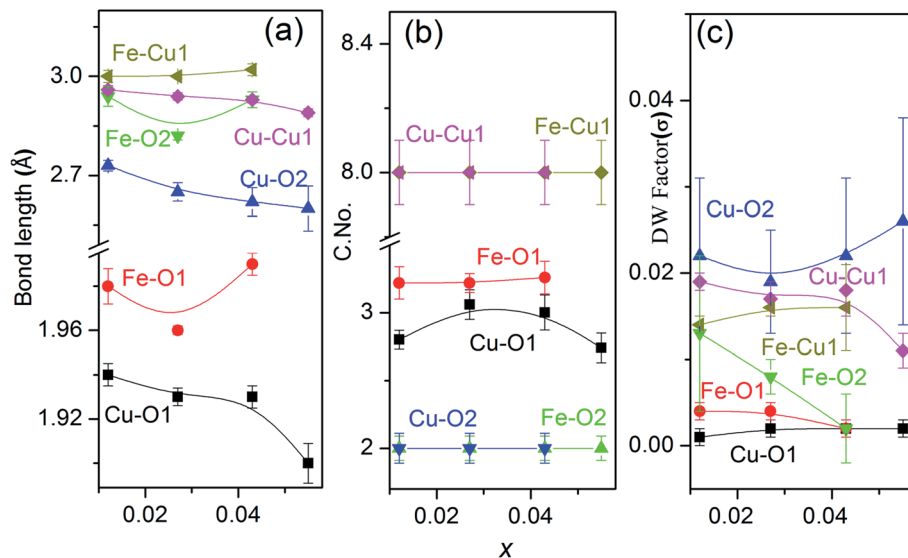 (a)
Fe-Cu1
3.0
Fe-O2
Cu-Cu1
2.7
Cu-O2
Bond length (Å)
Fe-O1
1.96
1.92
Cu-O1
0.02
0.04
(b)
8.4
Cu-Cu1
Fe-Cu1
8.0
C.No.
Fe-O1
3
Cu-O1
Cu-O2
Fe-O2
2
0.02
0.04
x
(c)
0.04
DW Factor(σ)
Cu-O2
0.02
Cu-Cu1
Fe-Cu1
Fe-O2
Fe-O1
0.00
Cu-O1
0.02
0.04